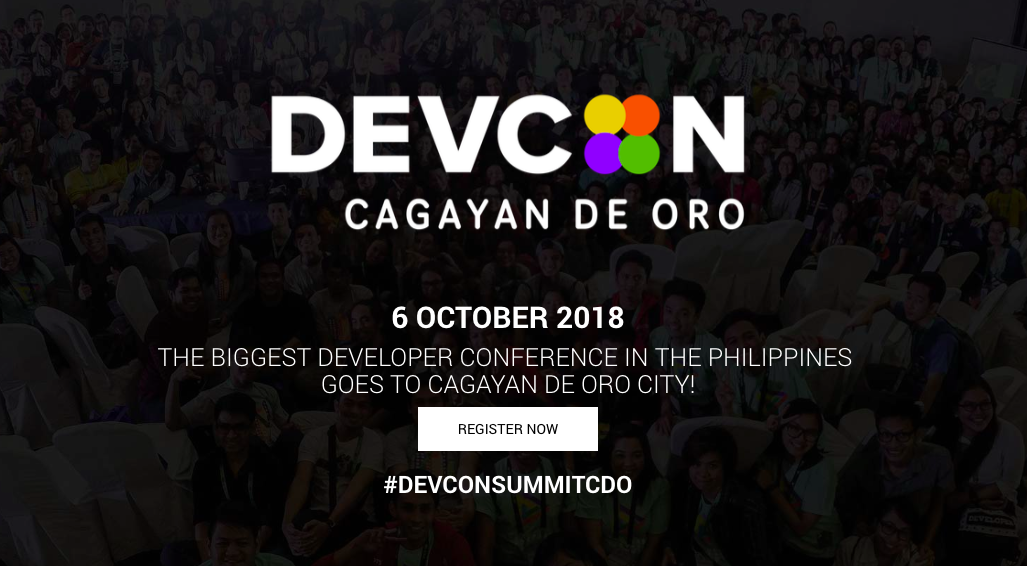 DEVCON
CAGAYAN DE ORO
6 OCTOBER 2018
THE BIGGEST DEVELOPER CONFERENCE IN THE PHILIPPINES
GOES TO CAGAYAN DE ORO CITY!
REGISTER NOW
#DEVCONSUMMITCDO